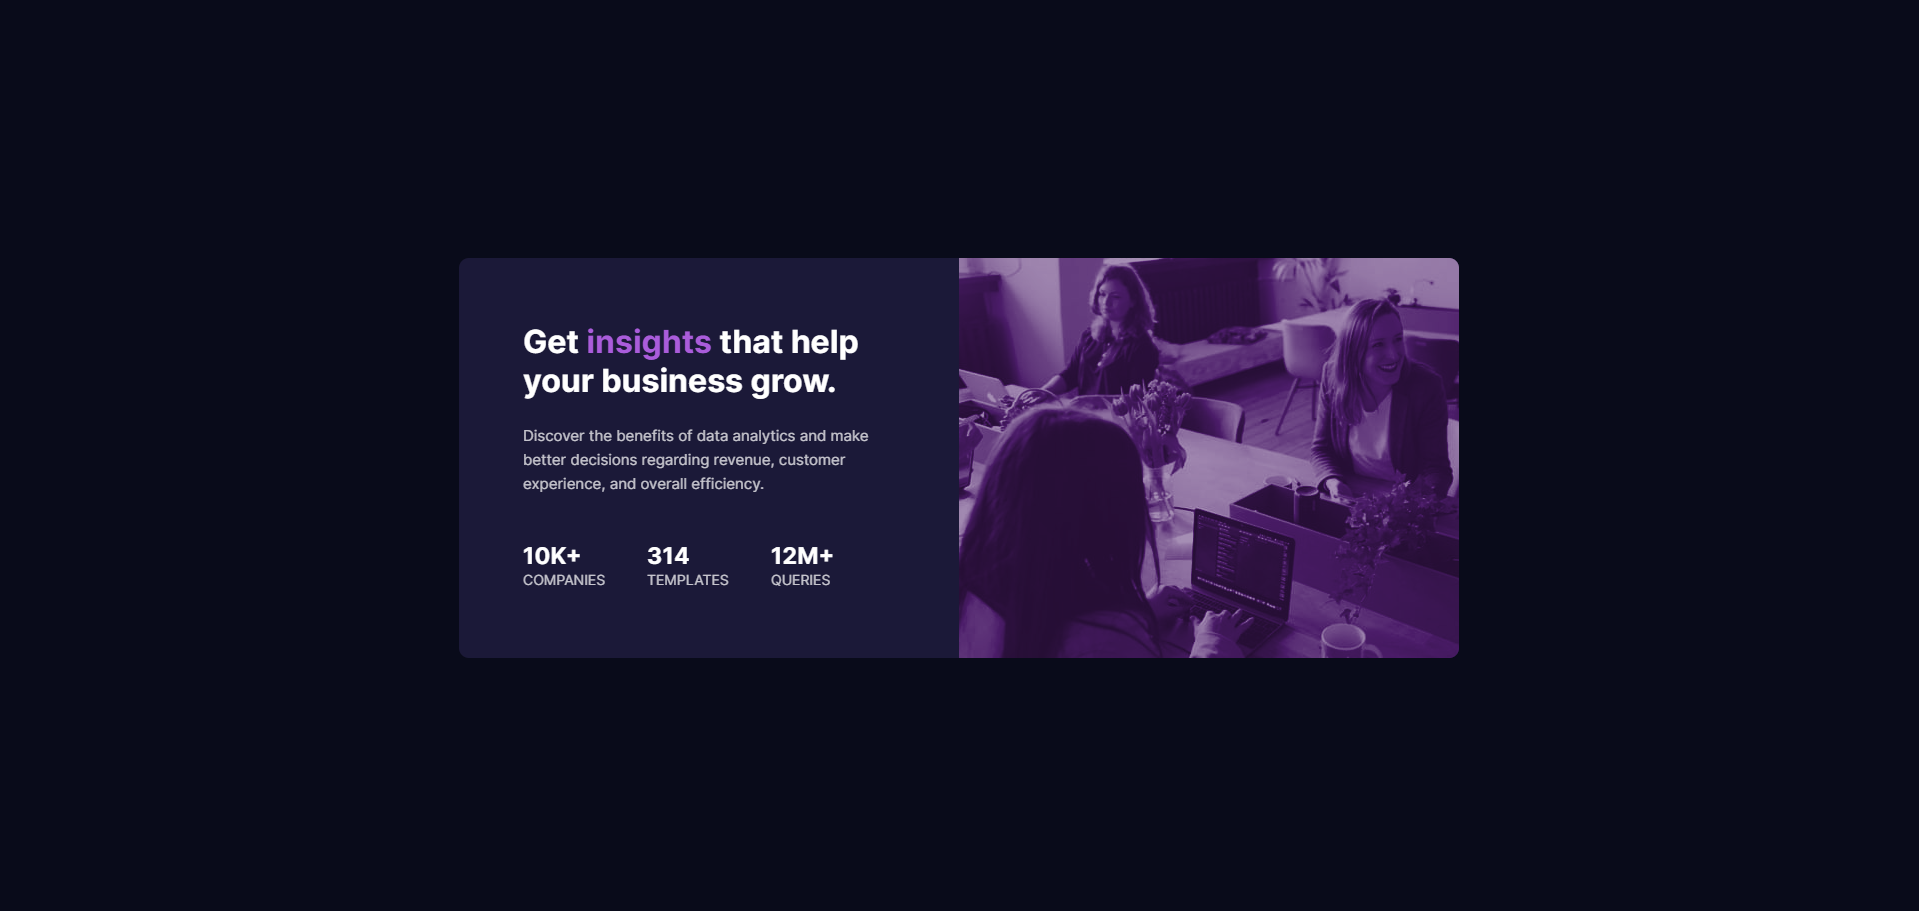 Get insights that help
your business grow.
Discover the benefits of data analytics and make
better decisions regarding revenue, customer
experience, and overall efficiency.
10K+ 314 12M+
COMPANIES TEMPLATES QUERIES